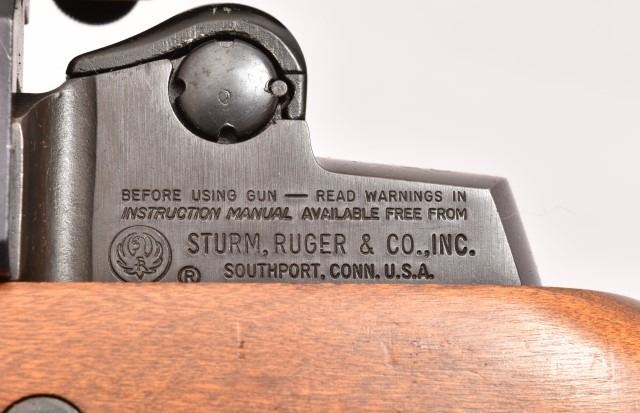 BEFORE USING GUN — READ WARNINGS IN
INSTRUCTION MANUAL AVAILABLE FREE FROM
STURM, RUGER & CO., INC.
® SOUTHPORT, CONN. U.S.A.